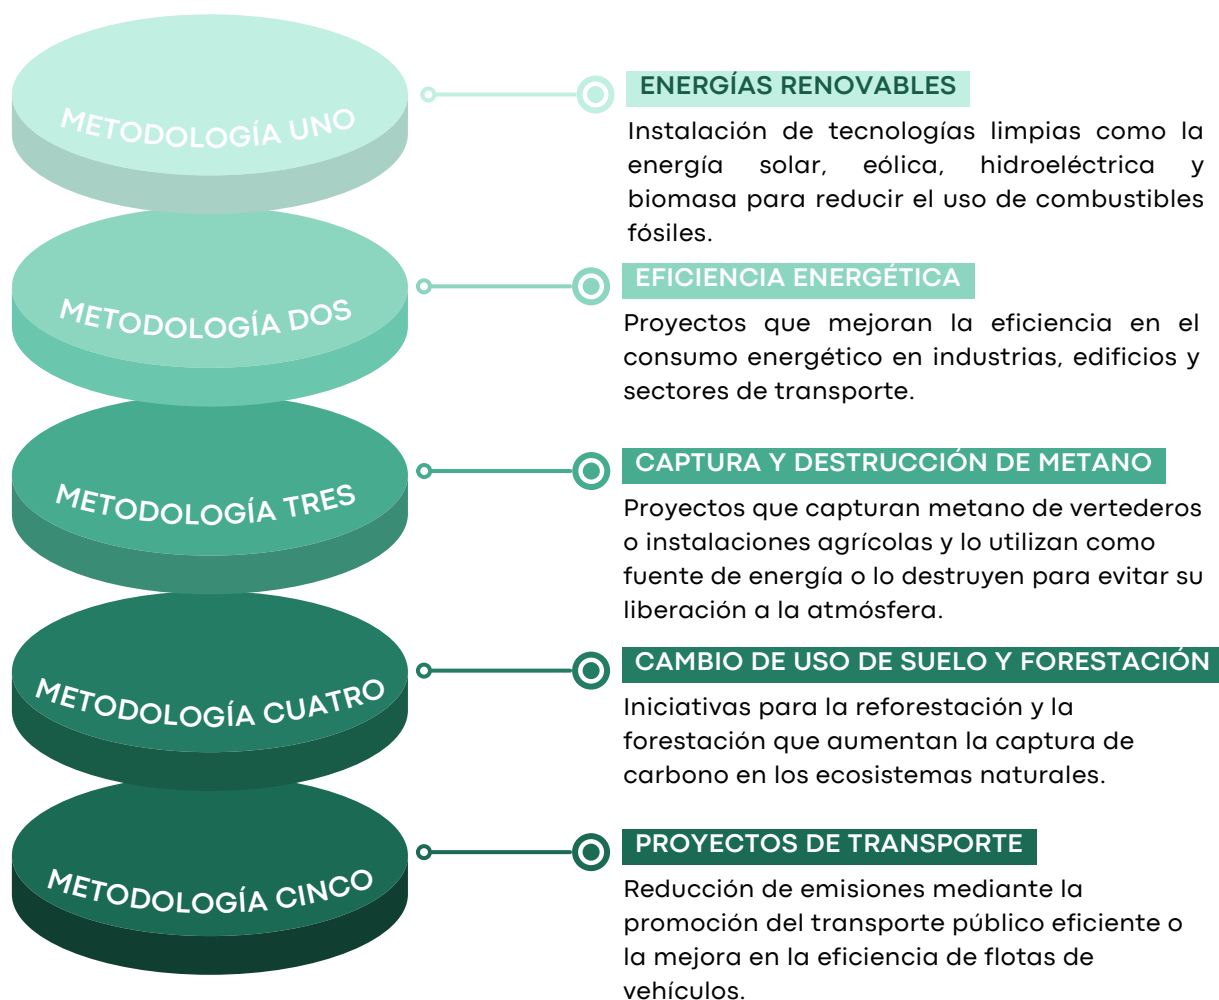 METODOLOGÍA UNO
ENERGÍAS RENOVABLES
Instalación de tecnologías limpias como la
energía solar, eólica, hidroeléctrica y
biomasa para reducir el uso de combustibles
fósiles.
METODOLOGÍA DOS
EFICIENCIA ENERGÉTICA
Proyectos que mejoran la eficiencia en el
consumo energético en industrias, edificios y
sectores de transporte.
METODOLOGÍA TRES
CAPTURA Y DESTRUCCIÓN DE METANO
Proyectos que capturan metano de vertederos
o instalaciones agrícolas y lo utilizan como
fuente de energía o lo destruyen para evitar su
liberación a la atmósfera.
METODOLOGÍA CUATRO
CAMBIO DE USO DE SUELO Y FORESTACIÓN
Iniciativas para la reforestación y la
forestación que aumentan la captura de
carbono en los ecosistemas naturales.
METODOLOGÍA CINCO
PROYECTOS DE TRANSPORTE
Reducción de emisiones mediante la
promoción del transporte público eficiente o
la mejora en la eficiencia de flotas de
vehículos.